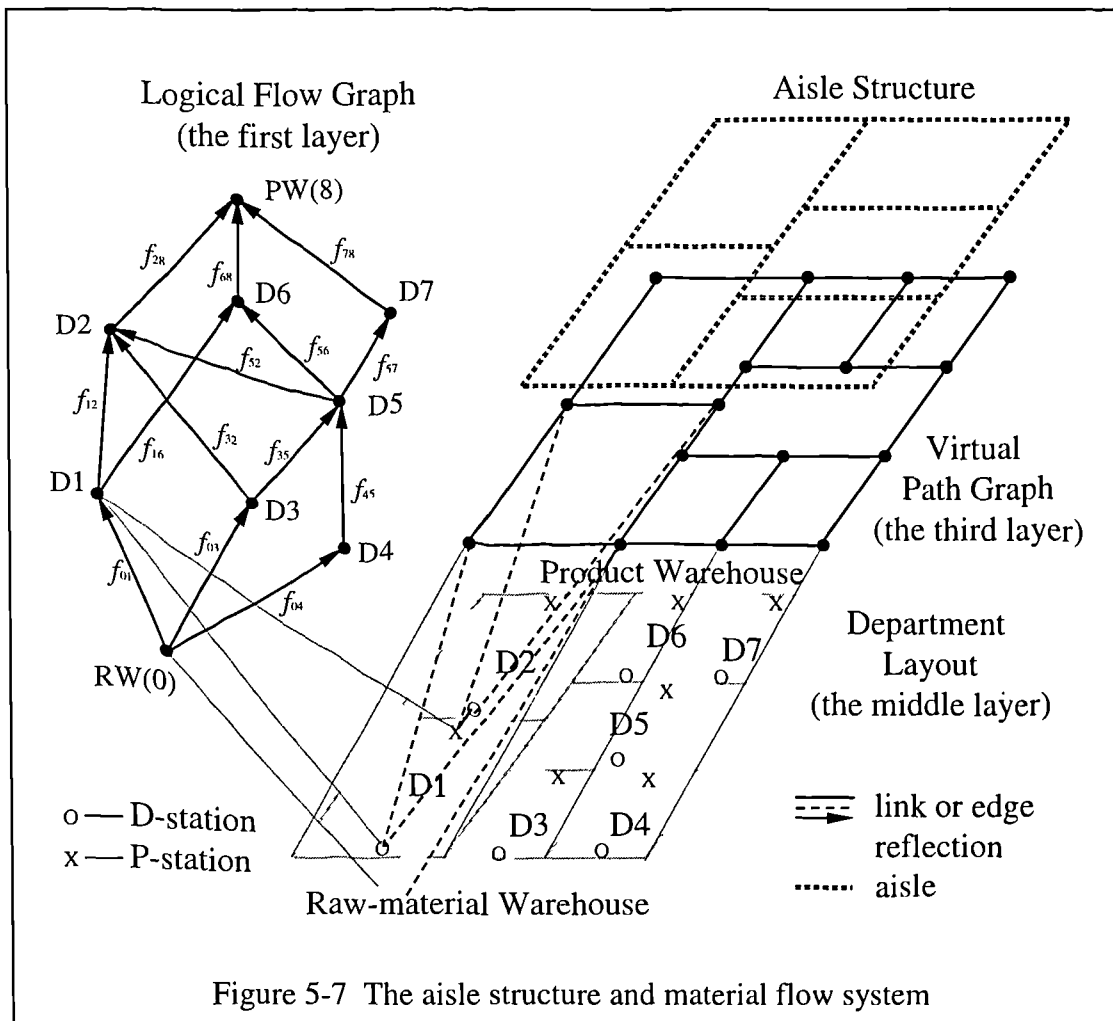 Logical Flow Graph
(the first layer)
Aisle Structure
PW(8)
f28
f68
f78
D6
D7
D2
f52
f56
f57
D5
f12
f16
f32
f35
f45
D1
D3
D4
f01
f03
f04
RW(0)
Virtual
Path Graph
(the third layer)
Product Warehouse
x
x
x
D6
D7
D2
o
o
x
Department
Layout
(the middle layer)
o
x
D5
o
x
x
D1
D3
D4
o
o
o
o — D-station
x — P-station
Raw-material Warehouse
link or edge
reflection
aisle
Figure 5-7 The aisle structure and material flow system